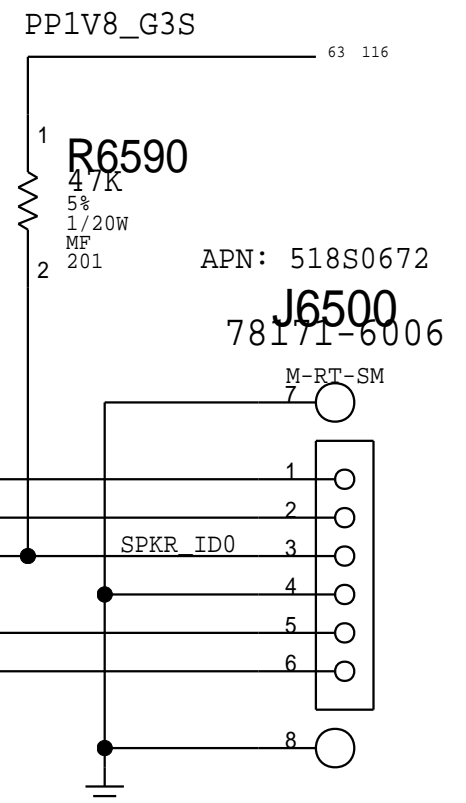 PP1V8_G3S
63 116
1
R6590
47K
5%
1/20W
MF
201
2
APN: 518S0672
J6500
78171-6006
M-RT-SM
7
1
2
SPKR_ID0
3
4
5
6
8